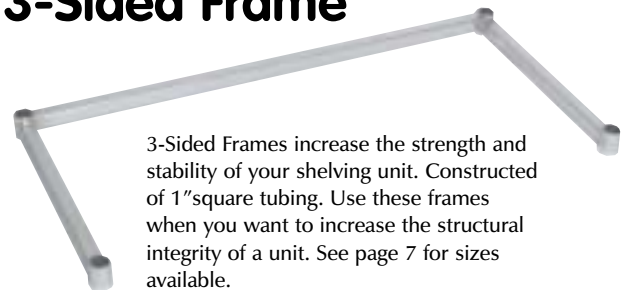 3-Sided Frame
3-Sided Frames increase the strength and
stability of your shelving unit. Constructed
of 1"square tubing. Use these frames
when you want to increase the structural
integrity of a unit. See page 7 for sizes
available.